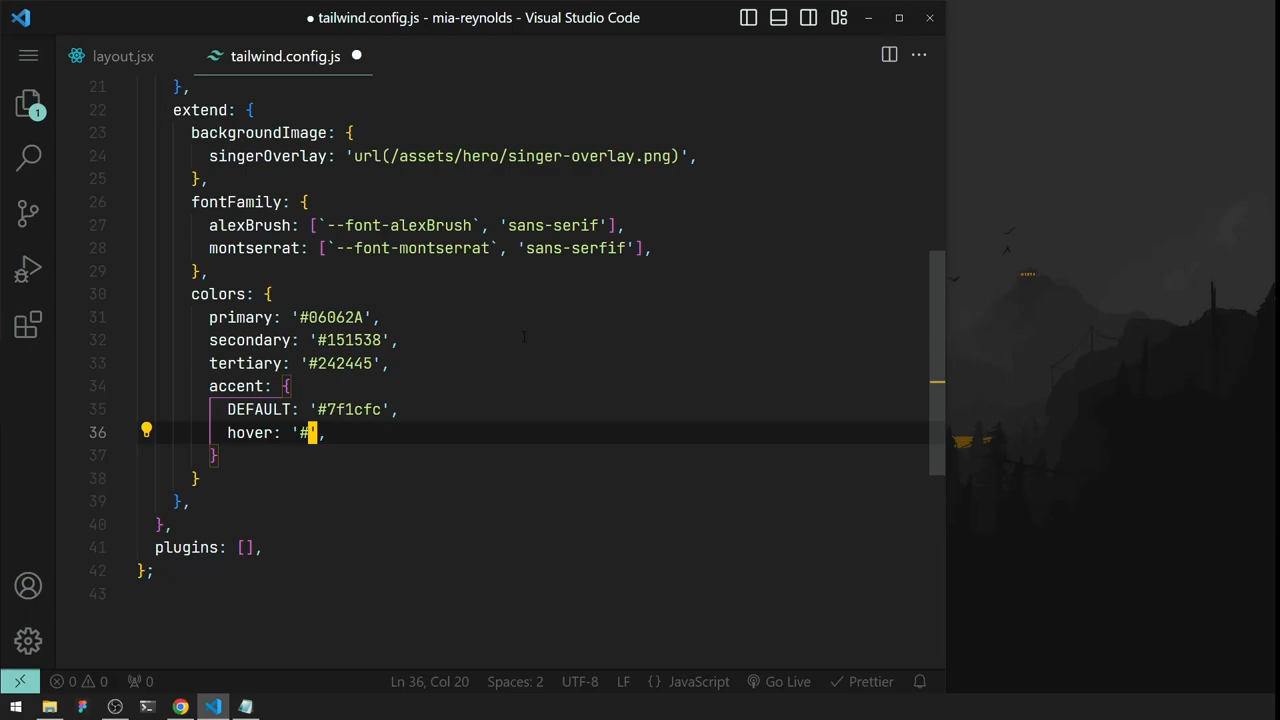 ● tailwind.config.js - mia-reynolds - Visual Studio Code
layout.jsx
tailwind.config.js
1
21 },
22 extend: {
23 backgroundImage: {
24 singerOverlay: 'url(/assets/hero/singer-overlay.png)',
25 },
26 fontFamily: {
27 alexBrush: [`--font-alexBrush`, 'sans-serif'],
28 montserrat: [`--font-montserrat`, 'sans-serfif'],
29 },
30 colors: {
31 primary: '#06062A',
32 secondary: '#151538',
33 tertiary: '#242445',
34 accent: {
35 DEFAULT: '#7f1cfc',
36 hover: '#',
37 }
38 }
39 },
40 },
41 plugins: [],
42 };
43
0 0 0 Ln 36, Col 20 Spaces: 2 UTF-8 LF {} JavaScript Go Live Prettier